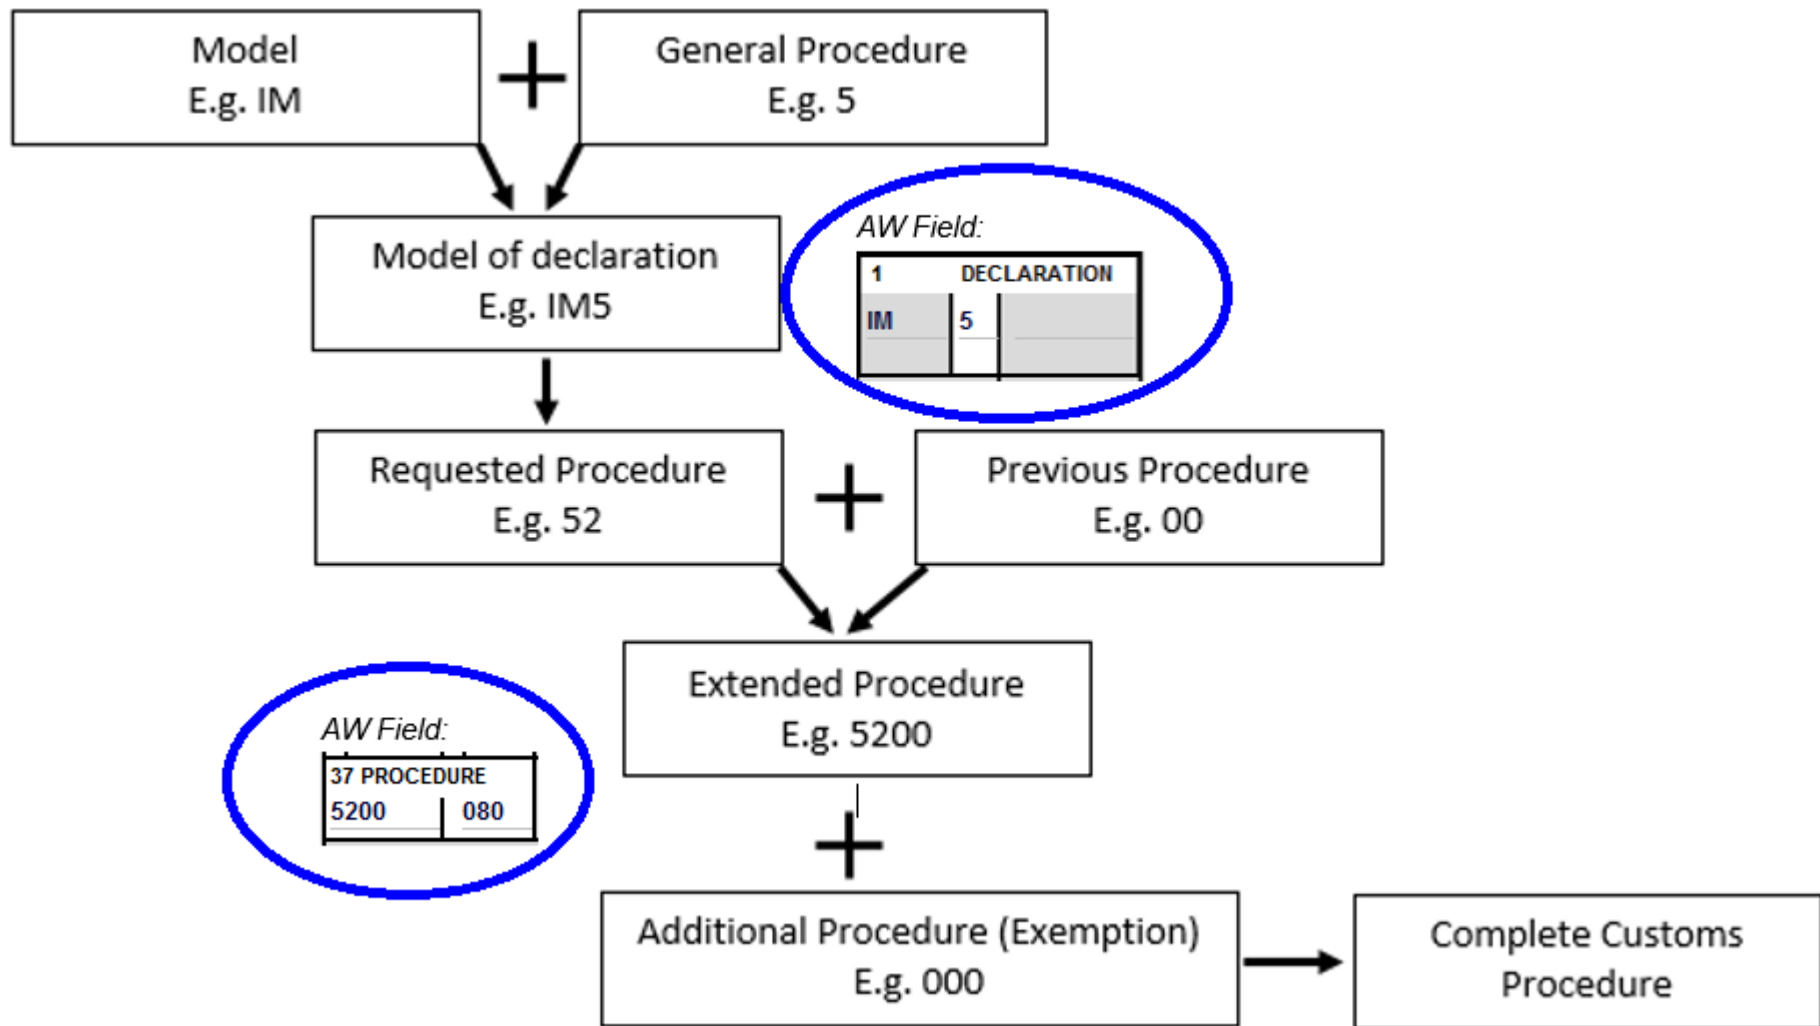 Model
E.g. IM
General Procedure
E.g. 5
Model of declaration
E.g. IM5
AW Field:
1 DECLARATION
IM 5
Requested Procedure
E.g. 52
Previous Procedure
E.g. 00
Extended Procedure
E.g. 5200
AW Field:
37 PROCEDURE
5200 080
Additional Procedure (Exemption)
E.g. 000
Complete Customs
Procedure